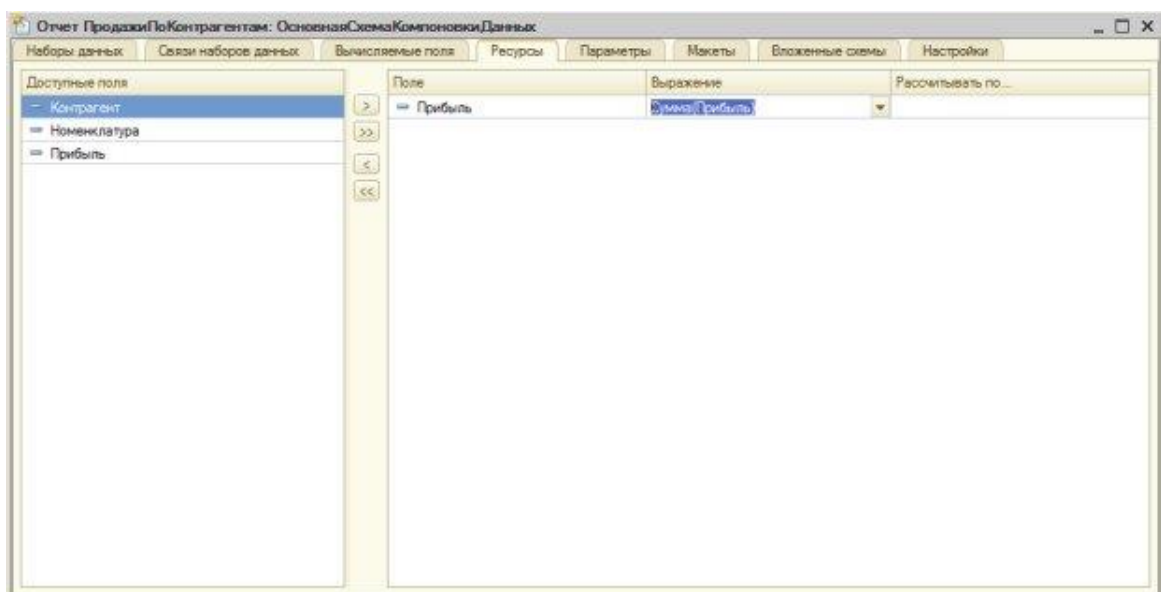 Отчет ПродажиПоКонтрагентам: ОсновнаяСхемаКомпоновкиДанных
Наборы данных Связи наборов данных Вычисляемые поля Ресурсы Параметры Макеты Вложенные схемы Настройки
Доступные поля Поле Выражение Рассчитывать по...
Контрагент > Прибыль Сумма(Прибыль)
Номенклатура >>
Прибыль <
<<